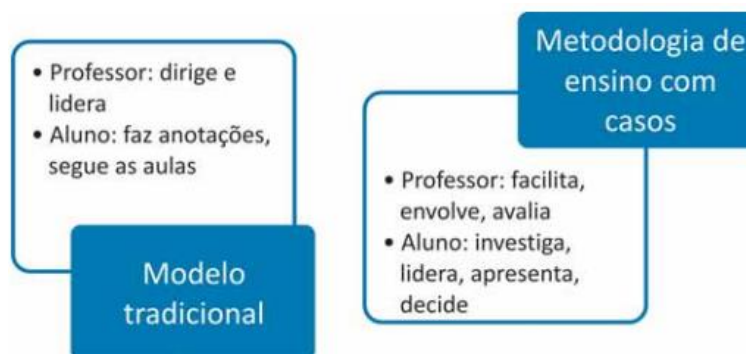 • Professor: dirige e
lidera
• Aluno: faz anotações,
segue as aulas
Modelo
tradicional
Metodologia de
ensino com
casos
• Professor: facilita,
envolve, avalia
• Aluno: investiga,
lidera, apresenta,
decide